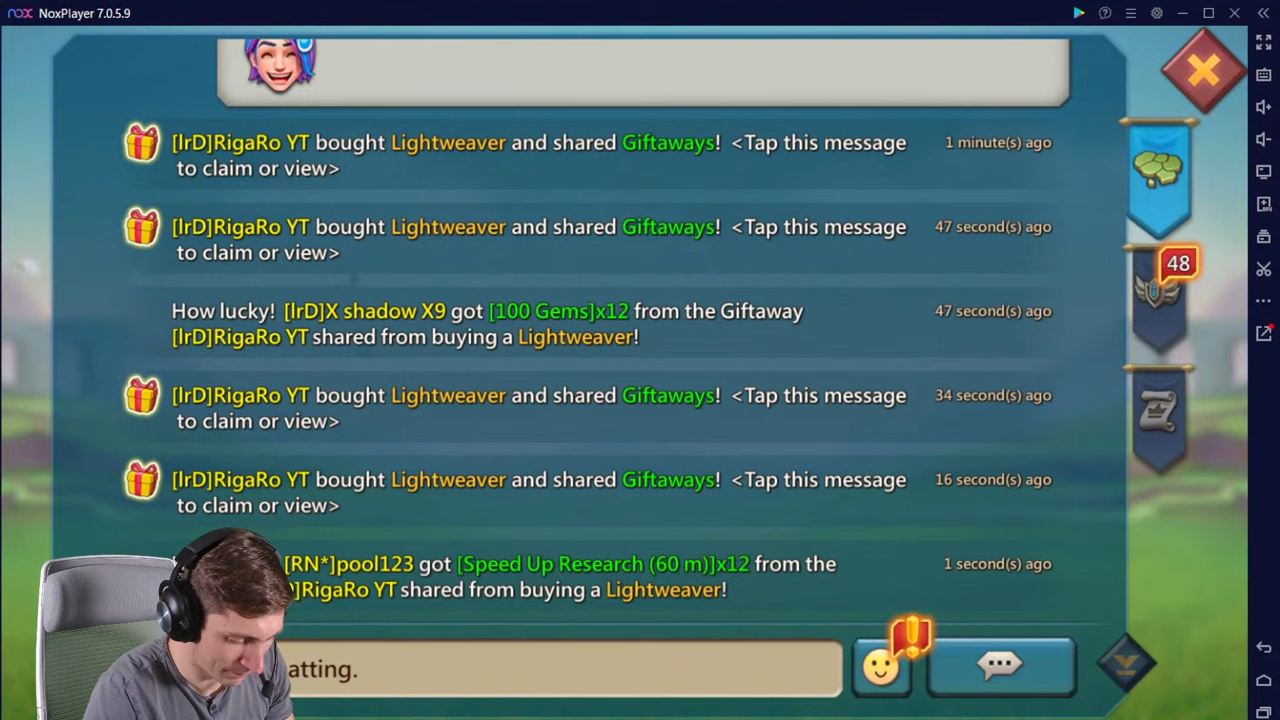 nox NoxPlayer 7.0.5.9
[lrD]RigaRo YT bought Lightweaver and shared Giftaways! <Tap this message
1 minute(s) ago
to claim or view>
[lrD]RigaRo YT bought Lightweaver and shared Giftaways! <Tap this message
47 second(s) ago
to claim or view>
48
How lucky! [lrD]X shadow X9 got [100 Gems]x12 from the Giftaway
47 second(s) ago
[lrD]RigaRo YT shared from buying a Lightweaver!
[lrD]RigaRo YT bought Lightweaver and shared Giftaways! <Tap this message
34 second(s) ago
to claim or view>
[lrD]RigaRo YT bought Lightweaver and shared Giftaways! <Tap this message
16 second(s) ago
to claim or view>
[RN*]pool123 got [Speed Up Research (60 m)]x12 from the
1 second(s) ago
]RigaRo YT shared from buying a Lightweaver!
atting.